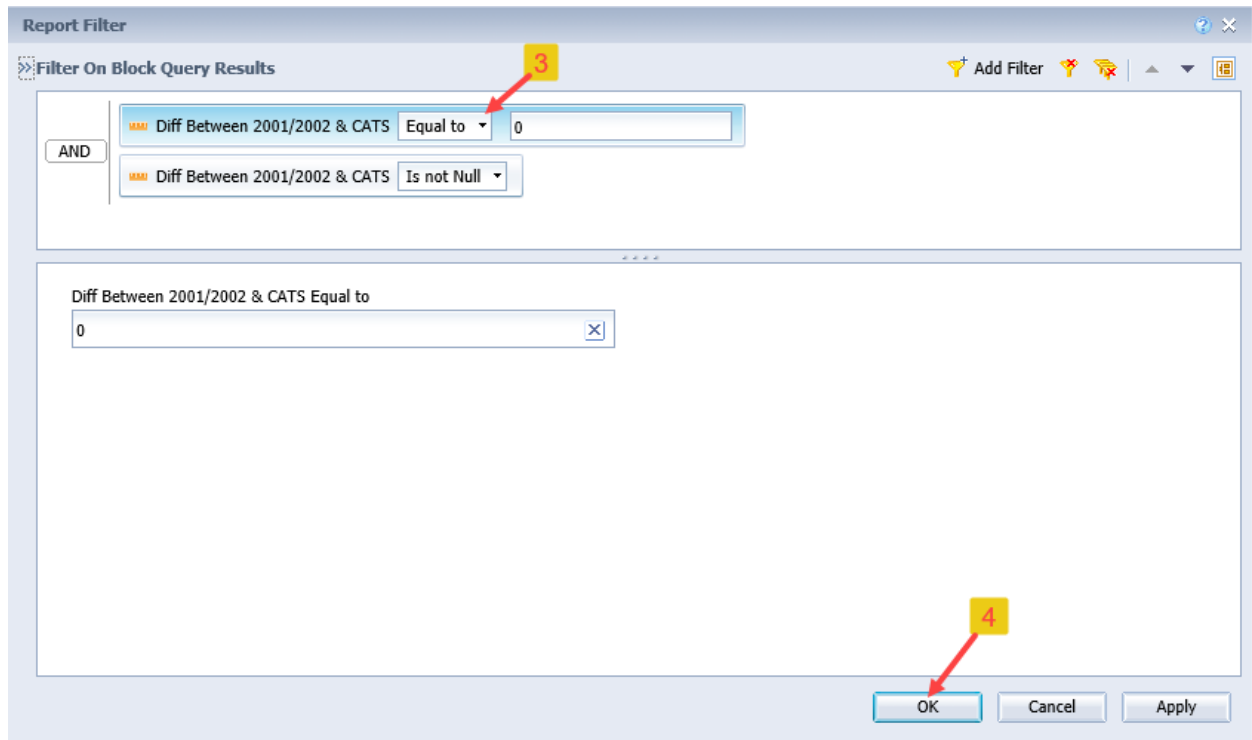 Report Filter
Filter On Block Query Results
3
Add Filter
AND
Diff Between 2001/2002 & CATS Equal to 0
Diff Between 2001/2002 & CATS Is not Null
Diff Between 2001/2002 & CATS Equal to
0
4
OK Cancel Apply